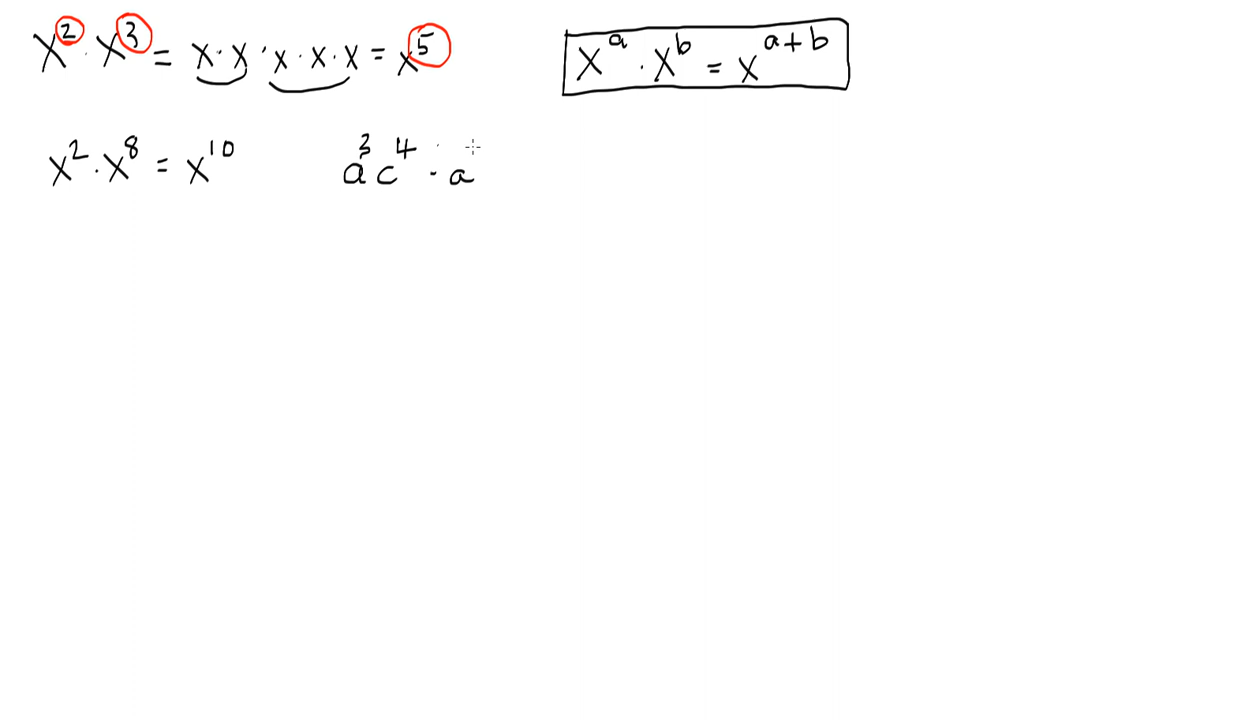 x² · x³ = x · x · x · x · x = x⁵
xᵃ · xᵇ = xᵃ⁺ᵇ
x² · x⁸ = x¹⁰
a³c⁴ · a